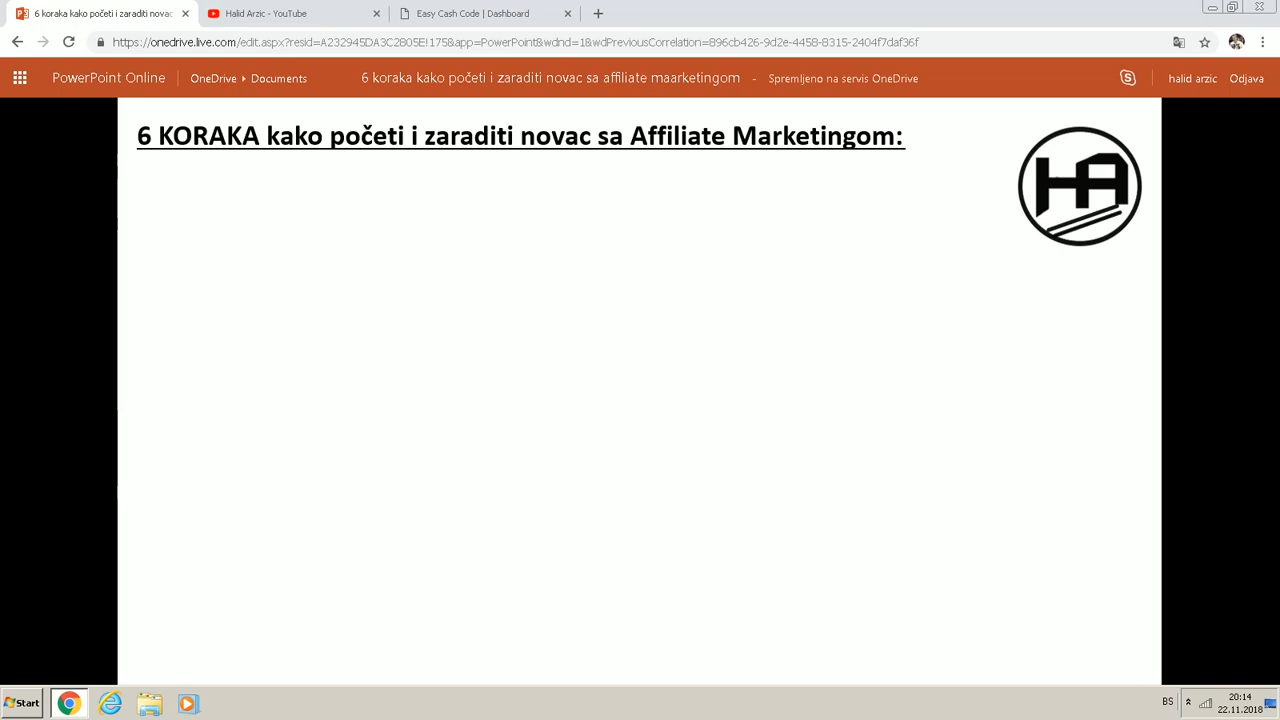 6 koraka kako početi i zaraditi novac
Halid Arzic - YouTube
Easy Cash Code | Dashboard
https://onedrive.live.com/edit.aspx?resid=A232945DA3C2805E!175&app=PowerPoint&wdnd=1&wdPreviousCorrelation=896cb426-9d2e-4458-8315-2404f7daf36f
PowerPoint Online
OneDrive
Documents
6 koraka kako početi i zaraditi novac sa affiliate maarketingom - Spremljeno na servis OneDrive
halid arzic
Odjava
6 KORAKA kako početi i zaraditi novac sa Affiliate Marketingom:
HA
Start
BS
20:14
22.11.2018